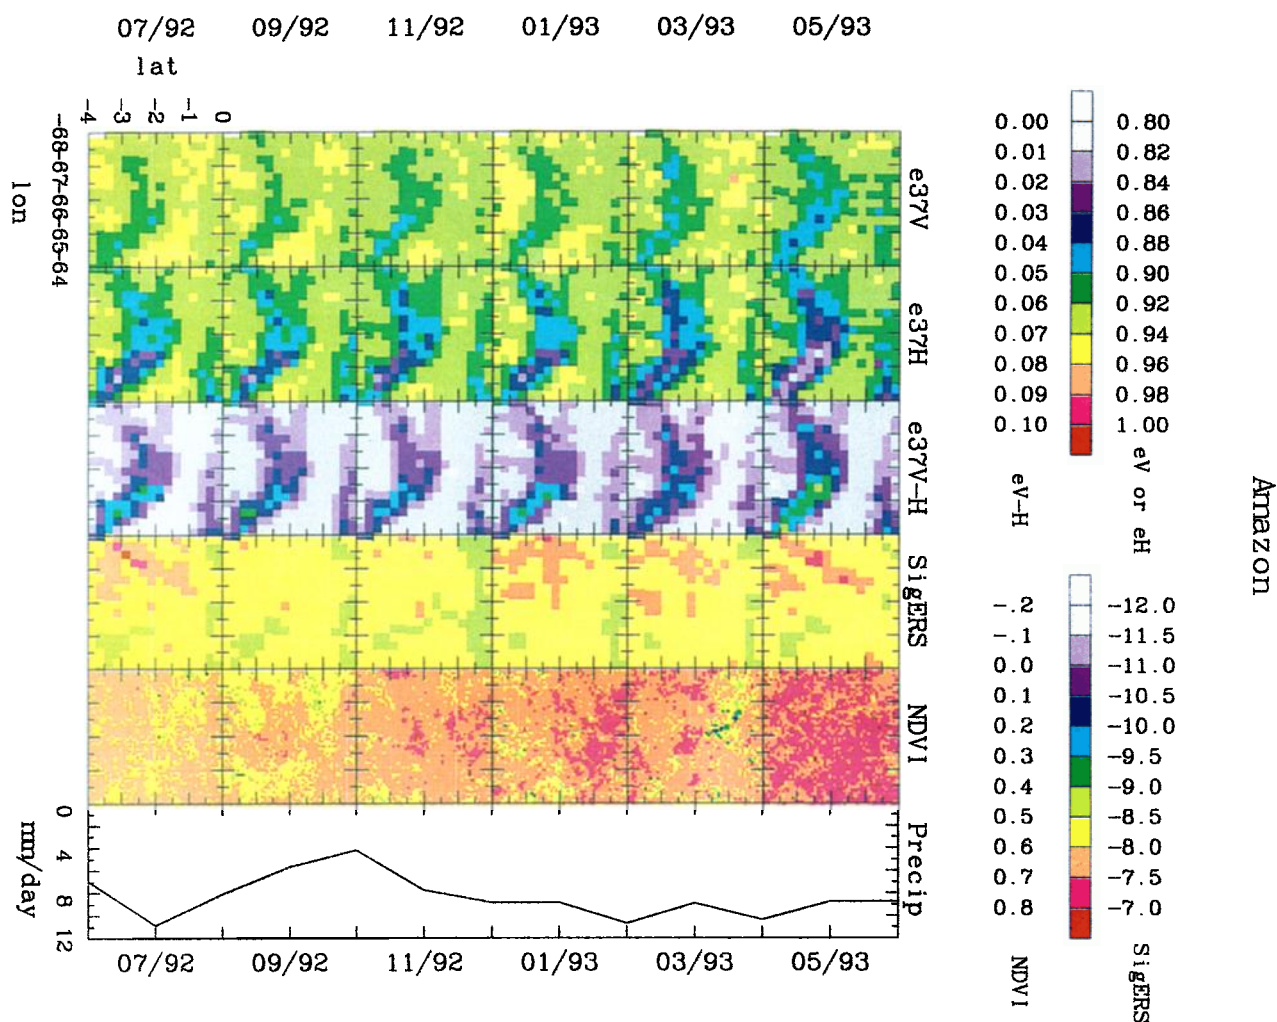 07/92 09/92 11/92 01/93 03/93 05/93
lat
-4 -3 -2 -1 0
-68 -67 -66 -65 -64
lon
e37V
e37H
e37V-H
SigERS
NDVI
Precip
0 4 8 12
mm/day
07/92 09/92 11/92 01/93 03/93 05/93
0.00 0.80
0.01 0.82
0.02 0.84
0.03 0.86
0.04 0.88
0.05 0.90
0.06 0.92
0.07 0.94
0.08 0.96
0.09 0.98
0.10 1.00
eV-H
eV or eH
-.2 -12.0
-.1 -11.5
0.0 -11.0
0.1 -10.5
0.2 -10.0
0.3 -9.5
0.4 -9.0
0.5 -8.5
0.6 -8.0
0.7 -7.5
0.8 -7.0
NDVI
SigERS
Amazon